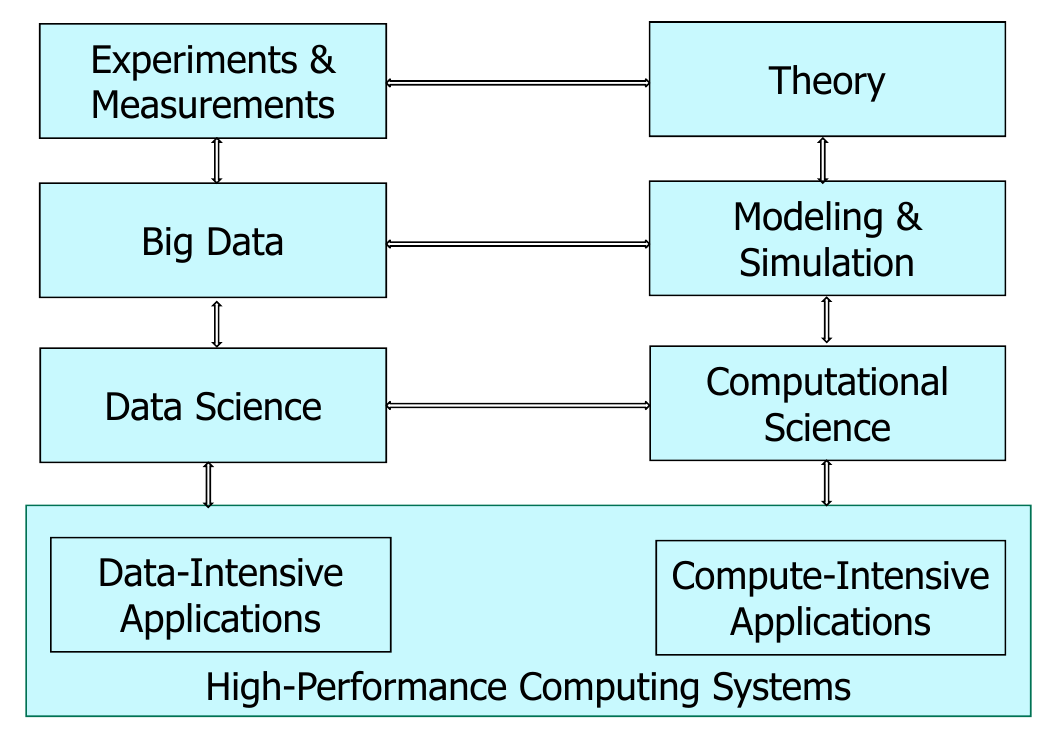 Experiments &
Measurements
Theory
Big Data
Modeling &
Simulation
Data Science
Computational
Science
Data-Intensive
Applications
Compute-Intensive
Applications
High-Performance Computing Systems